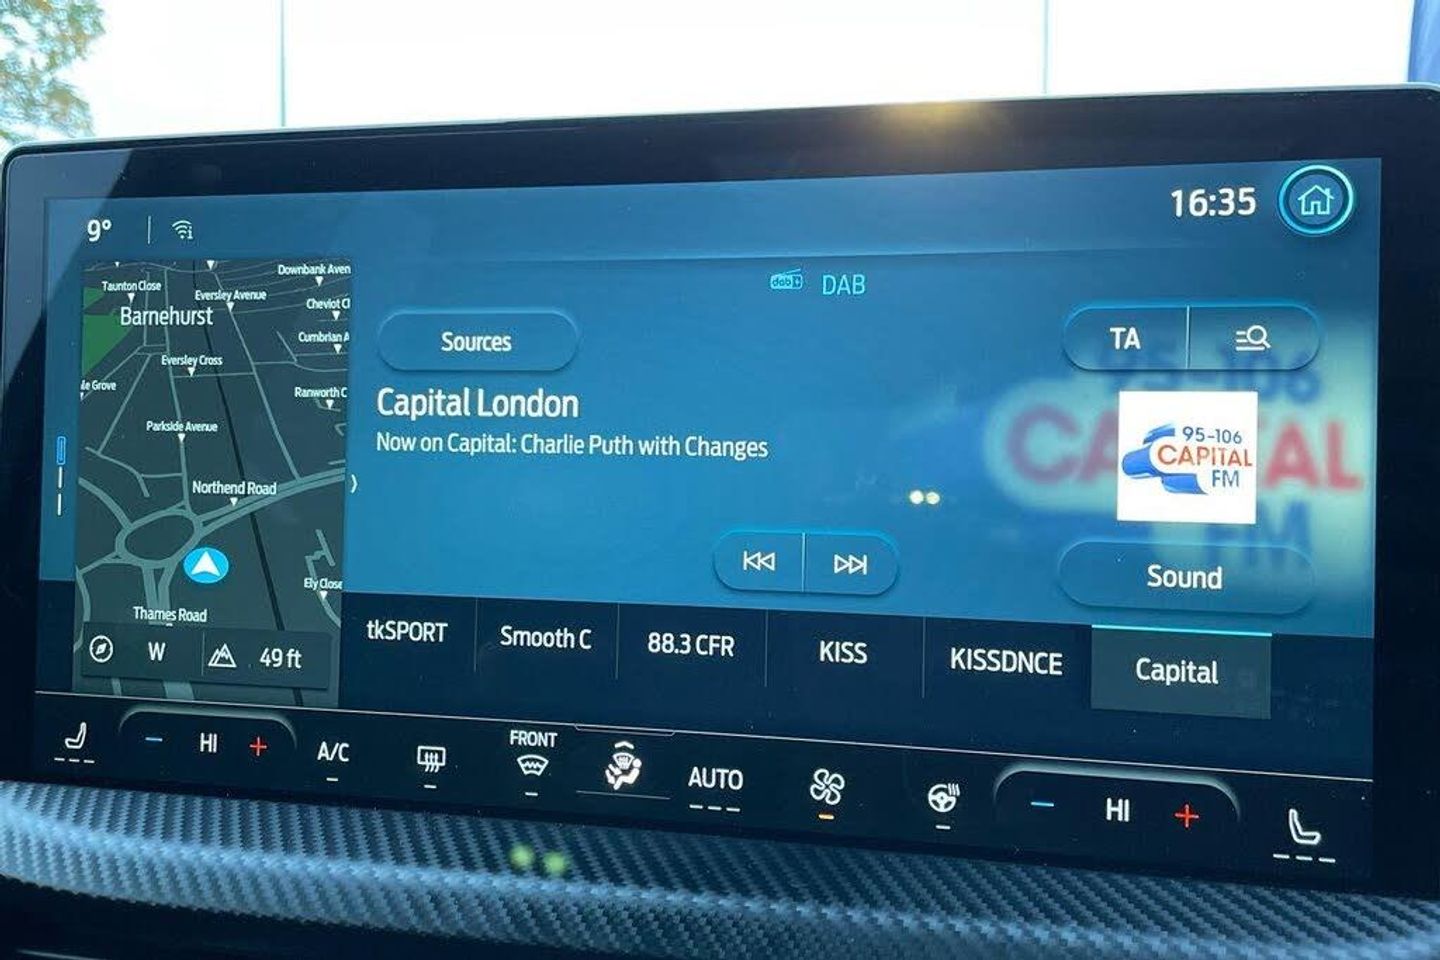 9°
16:35
DAB
Sources
TA
Capital London
Now on Capital: Charlie Puth with Changes
95-106
CAPITAL
FM
Sound
Downbank Aven
Taunton Close
Eversley Avenue
Barnehurst
Cheviot Cl
Cumbrian A
Eversley Cross
le Grove
Ranworth C
Parkside Avenue
Northend Road
Ely Close
Thames Road
W
49 ft
tkSPORT
Smooth C
88.3 CFR
KISS
KISSDNCE
Capital
HI
A/C
FRONT
AUTO
HI